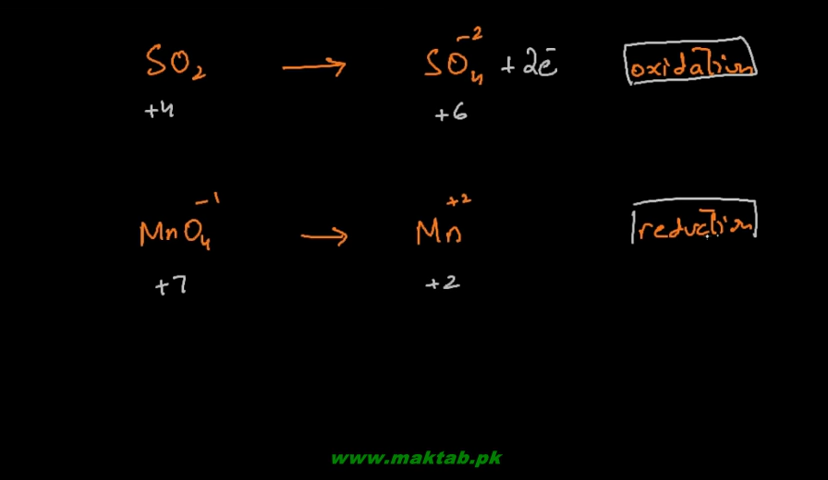 SO₂ → SO₄⁻² + 2e⁻ oxidation
+4 +6
MnO₄⁻¹ → Mn⁺² reduction
+7 +2
www.maktab.pk